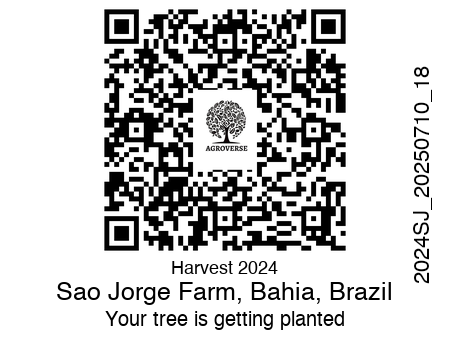 AGROVERSE
Harvest 2024
Sao Jorge Farm, Bahia, Brazil
Your tree is getting planted
2024SJ_20250710_18